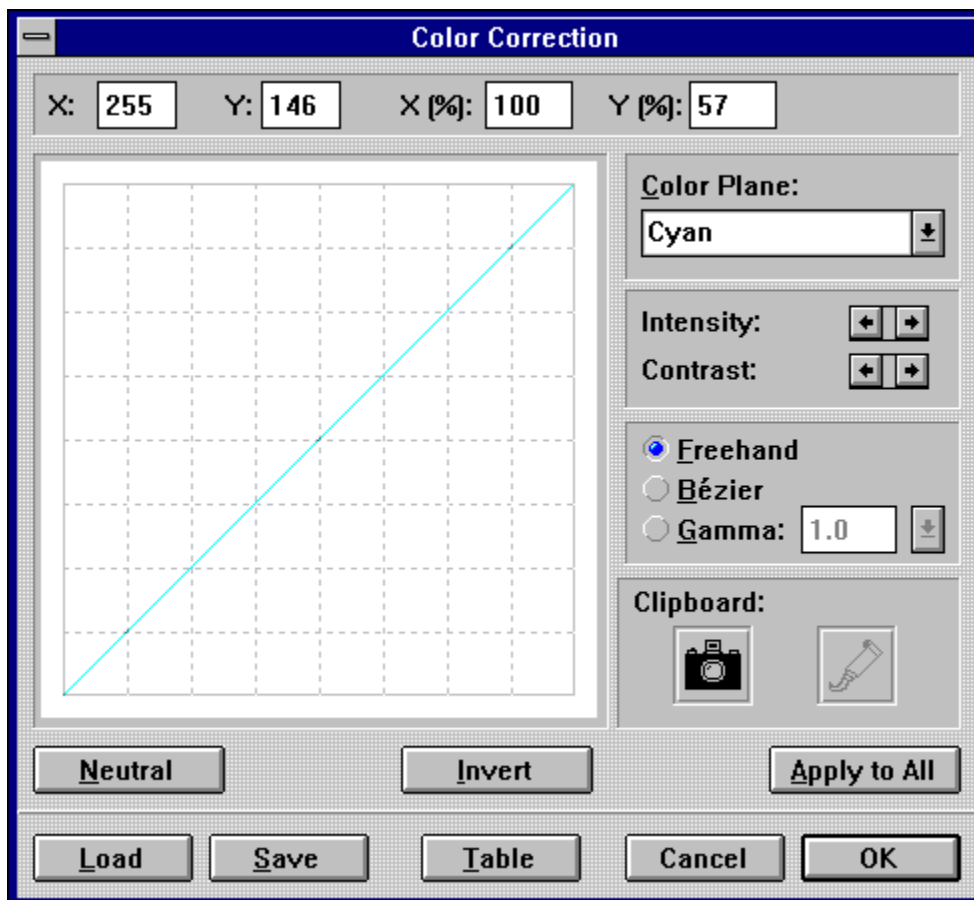 Color Correction
X: 255 Y: 146 X (%): 100 Y (%): 57
Color Plane:
Cyan
Intensity:
Contrast:
Freehand
Bézier
Gamma: 1.0
Clipboard:
Neutral Invert Apply to All
Load Save Table Cancel OK